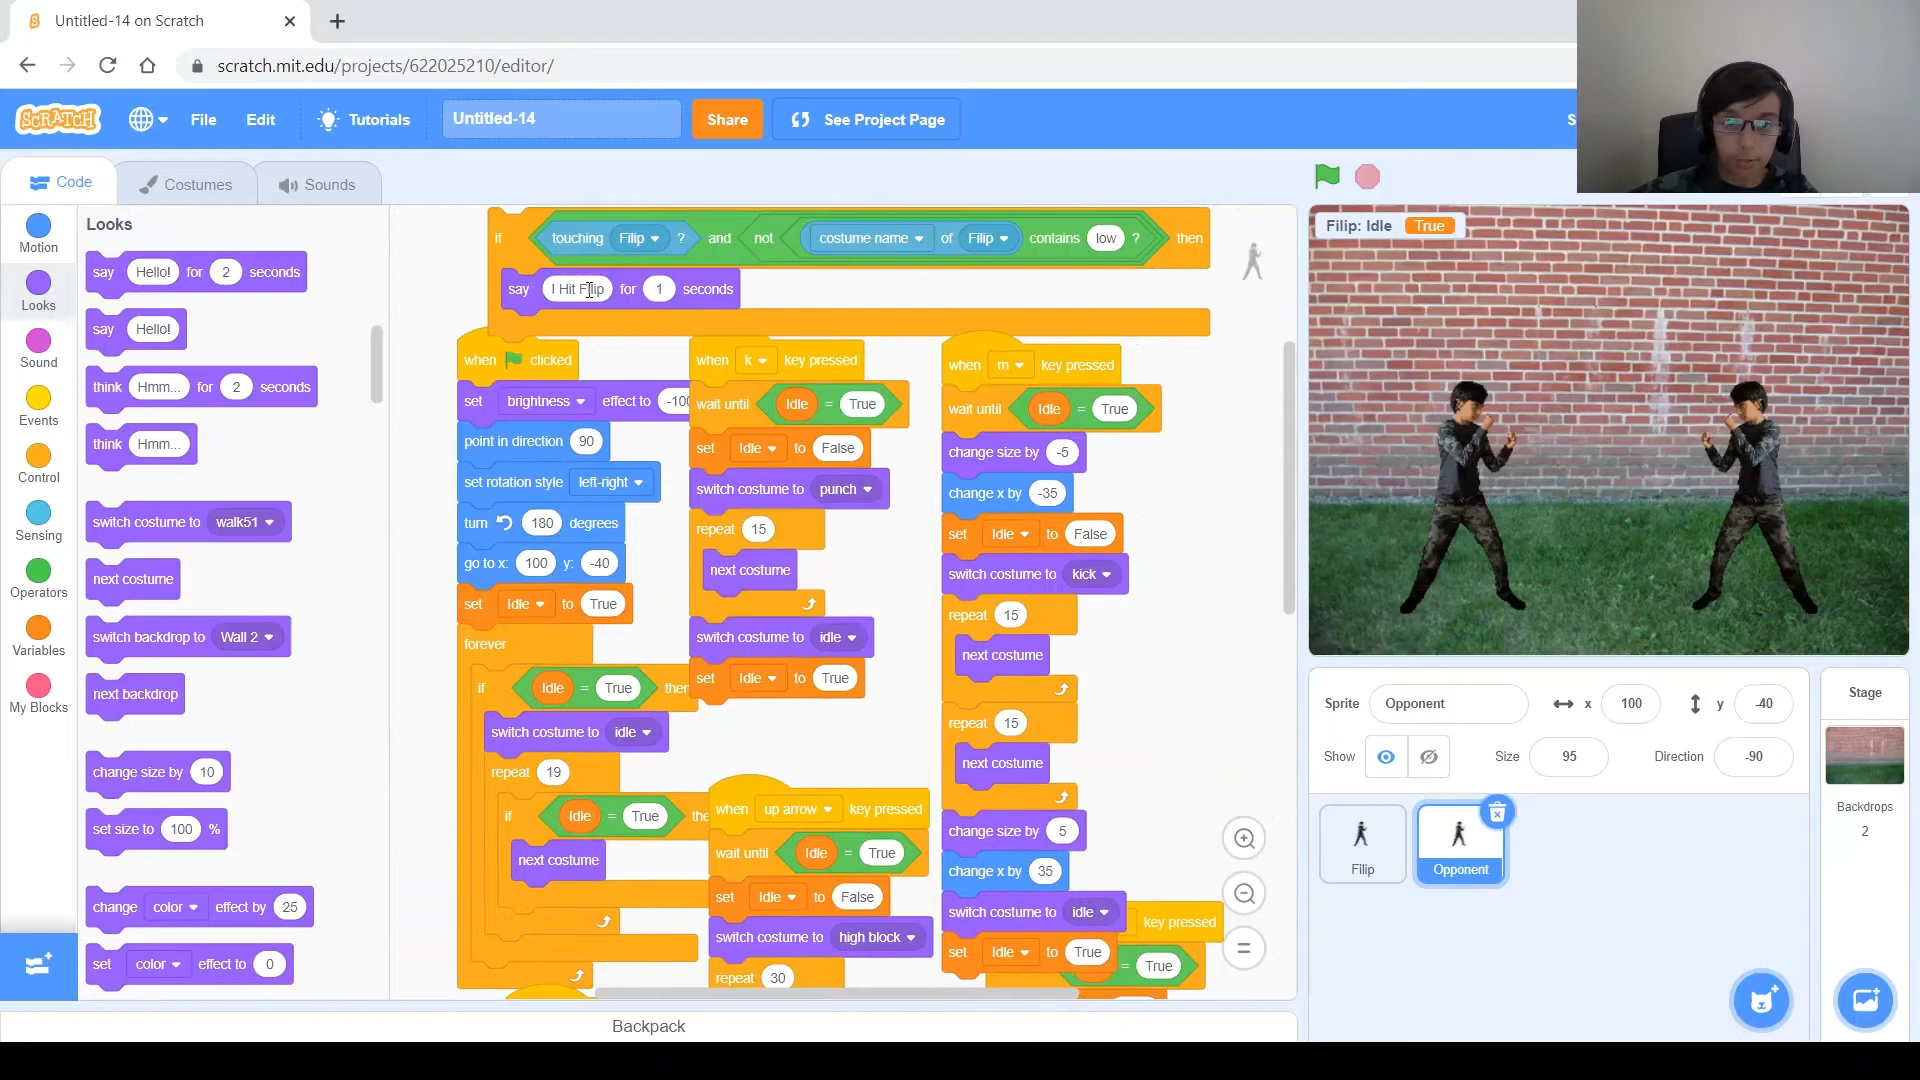 Untitled-14 on Scratch
scratch.mit.edu/projects/622025210/editor/
SCRATCH File Edit Tutorials Untitled-14 Share See Project Page
Code Costumes Sounds
Motion
Looks
Sound
Events
Control
Sensing
Operators
Variables
My Blocks
Looks
say Hello! for 2 seconds
say Hello!
think Hmm... for 2 seconds
think Hmm...
switch costume to walk51
next costume
switch backdrop to Wall 2
next backdrop
change size by 10
set size to 100 %
change color effect by 25
set color effect to 0
if touching Filip ? and not costume name of Filip contains low ? then
say I Hit Filip for 1 seconds
when clicked
set brightness effect to -100
point in direction 90
set rotation style left-right
turn 180 degrees
go to x: 100 y: -40
set Idle to True
forever
if Idle = True then
switch costume to idle
repeat 19
if Idle = True the
next costume
when k key pressed
wait until Idle = True
set Idle to False
switch costume to punch
repeat 15
next costume
switch costume to idle
set Idle to True
when up arrow key pressed
wait until Idle = True
set Idle to False
switch costume to high block
repeat 30
when m key pressed
wait until Idle = True
change size by -5
change x by -35
set Idle to False
switch costume to kick
repeat 15
next costume
repeat 15
next costume
change size by 5
change x by 35
switch costume to idle
set Idle to True
key pressed
= True
Backpack
Filip: Idle True
Sprite Opponent x 100 y -40
Show Size 95 Direction -90
Filip
Opponent
Stage
Backdrops
2